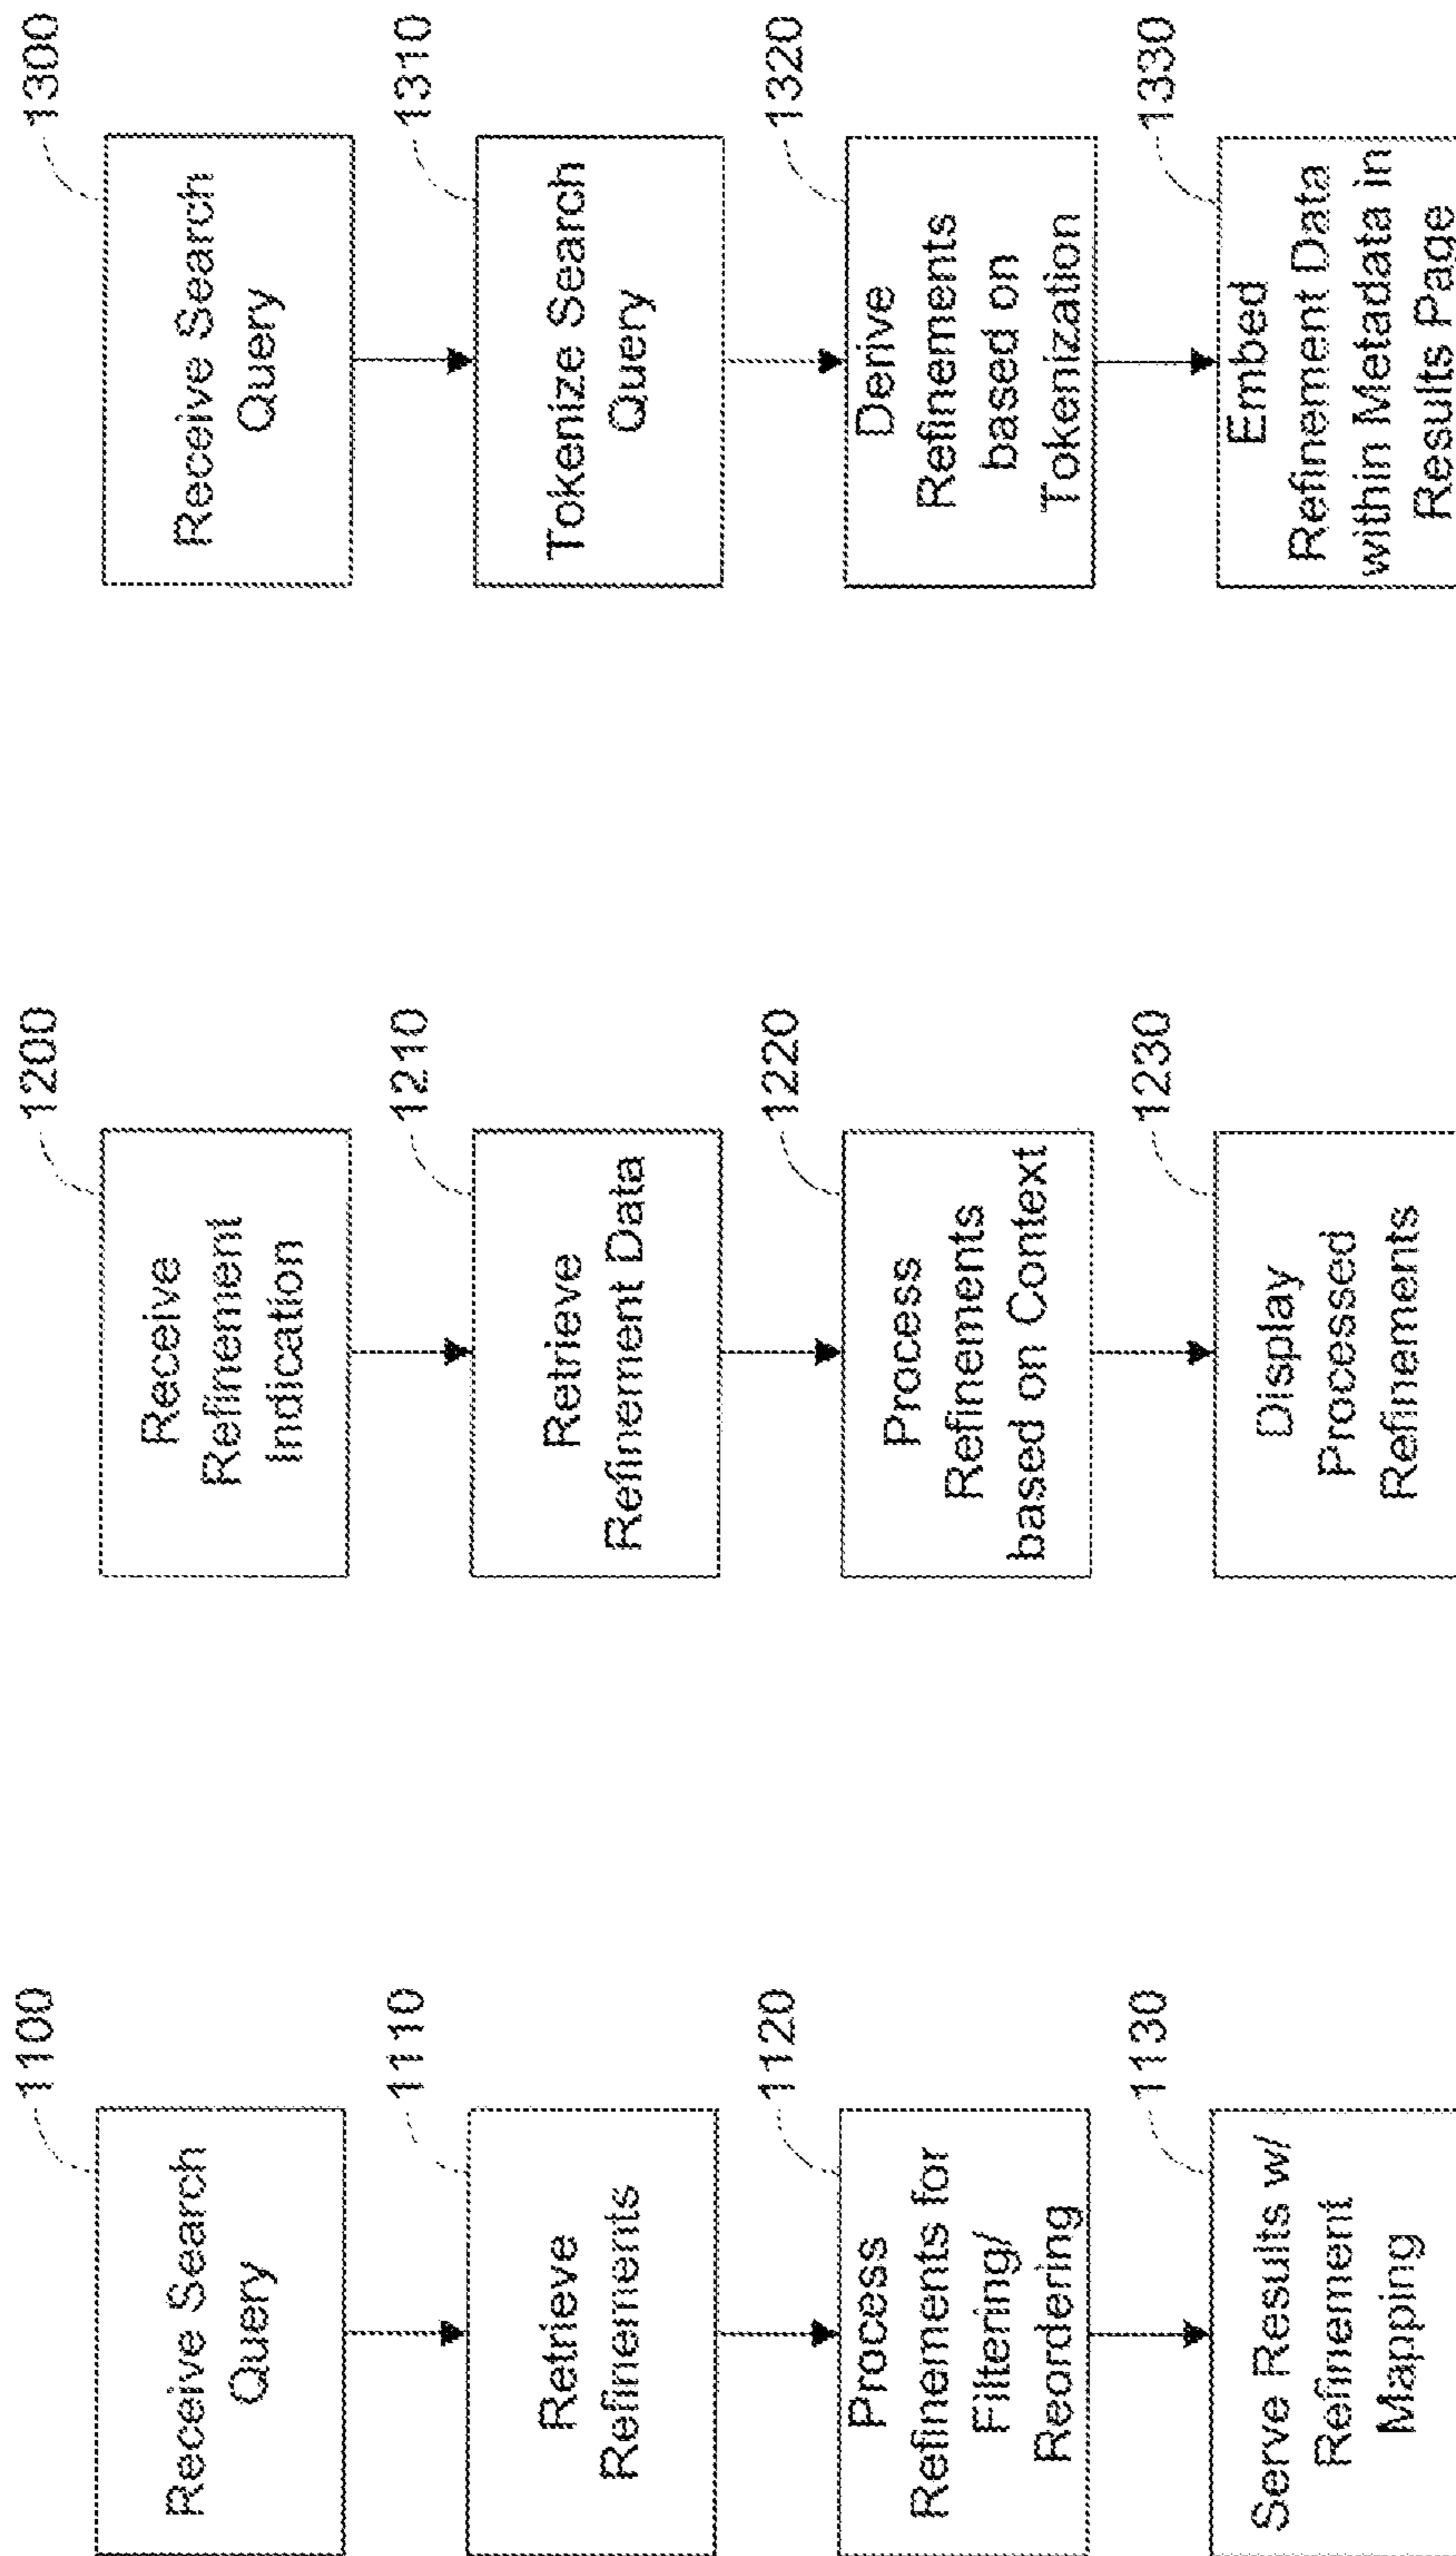 1100
Receive Search
Query
1110
Retrieve
Refinements
1120
Process
Refinements for
Filtering/
Reordering
1130
Serve Results w/
Refinement
Mapping
1200
Receive
Refinement
Indication
1210
Retrieve
Refinement Data
1220
Process
Refinements
based on Context
1230
Display
Processed
Refinements
1300
Receive Search
Query
1310
Tokenize Search
Query
1320
Derive
Refinements
based on
Tokenization
1330
Embed
Refinement Data
within Metadata in
Results Page